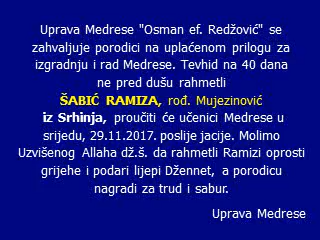 Uprava Medrese "Osman ef. Redžović" se
zahvaljuje porodici na uplaćenom prilogu za
izgradnju i rad Medrese. Tevhid na 40 dana
ne pred dušu rahmetli
ŠABIĆ RAMIZA, rođ. Mujezinović
iz Srhinja, proučiti će učenici Medrese u
srijedu, 29.11.2017. poslije jacije. Molimo
Uzvišenog Allaha dž.š. da rahmetli Ramizi oprosti
grijehe i podari lijepi Džennet, a porodicu
nagradi za trud i sabur.
Uprava Medrese